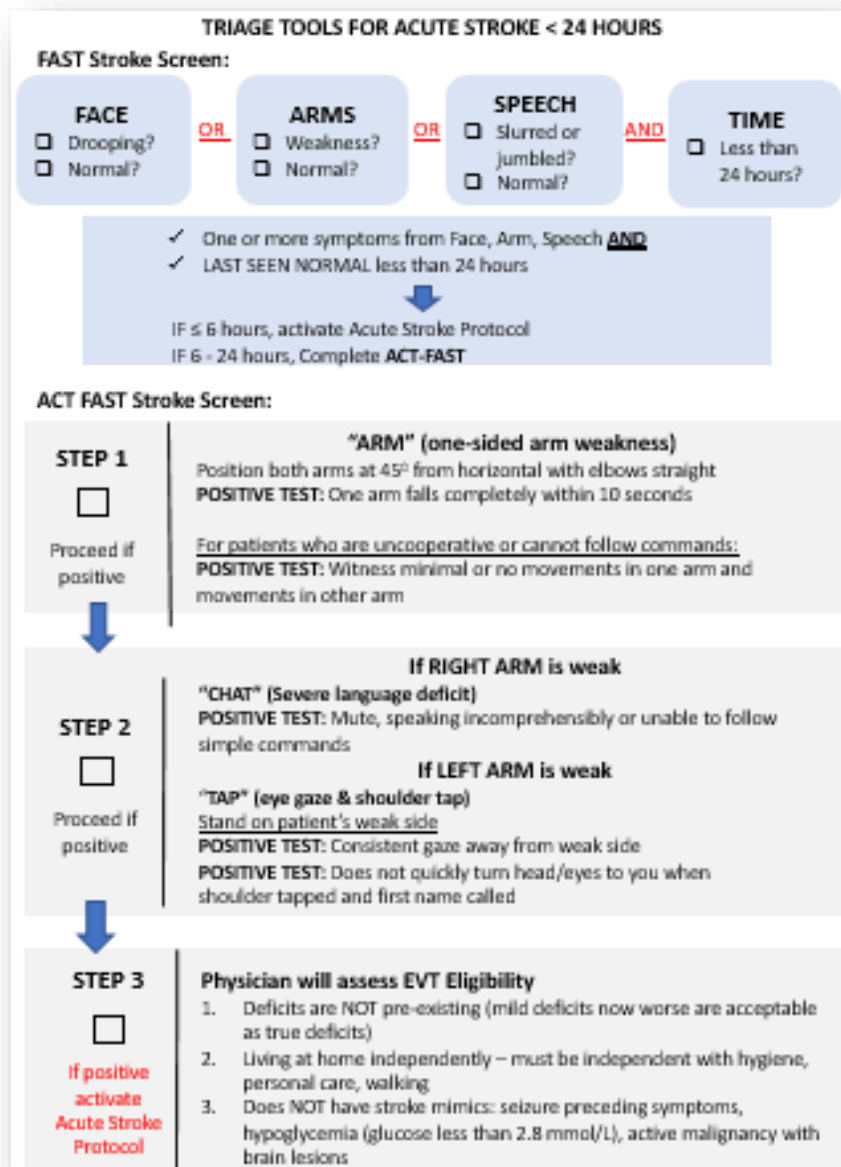 TRIAGE TOOLS FOR ACUTE STROKE < 24 HOURS
FAST Stroke Screen:
FACE
❑ Drooping?
❑ Normal?
OR
ARMS
❑ Weakness?
❑ Normal?
OR
SPEECH
❑ Slurred or
jumbled?
❑ Normal?
AND
TIME
❑ Less than
24 hours?
✓ One or more symptoms from Face, Arm, Speech AND
✓ LAST SEEN NORMAL less than 24 hours
IF ≤ 6 hours, activate Acute Stroke Protocol
IF 6 - 24 hours, Complete ACT-FAST
ACT FAST Stroke Screen:
STEP 1
Proceed if
positive
"ARM" (one-sided arm weakness)
Position both arms at 45° from horizontal with elbows straight
POSITIVE TEST: One arm falls completely within 10 seconds
For patients who are uncooperative or cannot follow commands:
POSITIVE TEST: Witness minimal or no movements in one arm and
movements in other arm
STEP 2
Proceed if
positive
If RIGHT ARM is weak
"CHAT" (Severe language deficit)
POSITIVE TEST: Mute, speaking incomprehensibly or unable to follow
simple commands
If LEFT ARM is weak
"TAP" (eye gaze & shoulder tap)
Stand on patient's weak side
POSITIVE TEST: Consistent gaze away from weak side
POSITIVE TEST: Does not quickly turn head/eyes to you when
shoulder tapped and first name called
STEP 3
If positive
activate
Acute Stroke
Protocol
Physician will assess EVT Eligibility
1. Deficits are NOT pre-existing (mild deficits now worse are acceptable
as true deficits)
2. Living at home independently – must be independent with hygiene,
personal care, walking
3. Does NOT have stroke mimics: seizure preceding symptoms,
hypoglycemia (glucose less than 2.8 mmol/L), active malignancy with
brain lesions